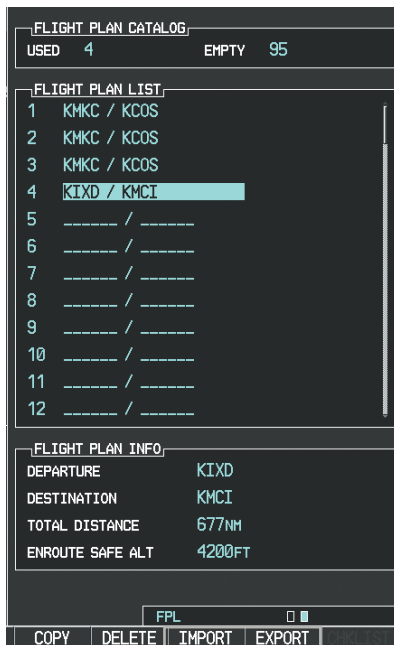 FLIGHT PLAN CATALOG
USED 4 EMPTY 95
FLIGHT PLAN LIST
1 KMKC / KCOS
2 KMKC / KCOS
3 KMKC / KCOS
4 KIXD / KMCI
5 ______ / ______
6 ______ / ______
7 ______ / ______
8 ______ / ______
9 ______ / ______
10 ______ / ______
11 ______ / ______
12 ______ / ______
FLIGHT PLAN INFO
DEPARTURE KIXD
DESTINATION KMCI
TOTAL DISTANCE 677NM
ENROUTE SAFE ALT 4200FT
FPL
COPY DELETE IMPORT EXPORT CHKLIST